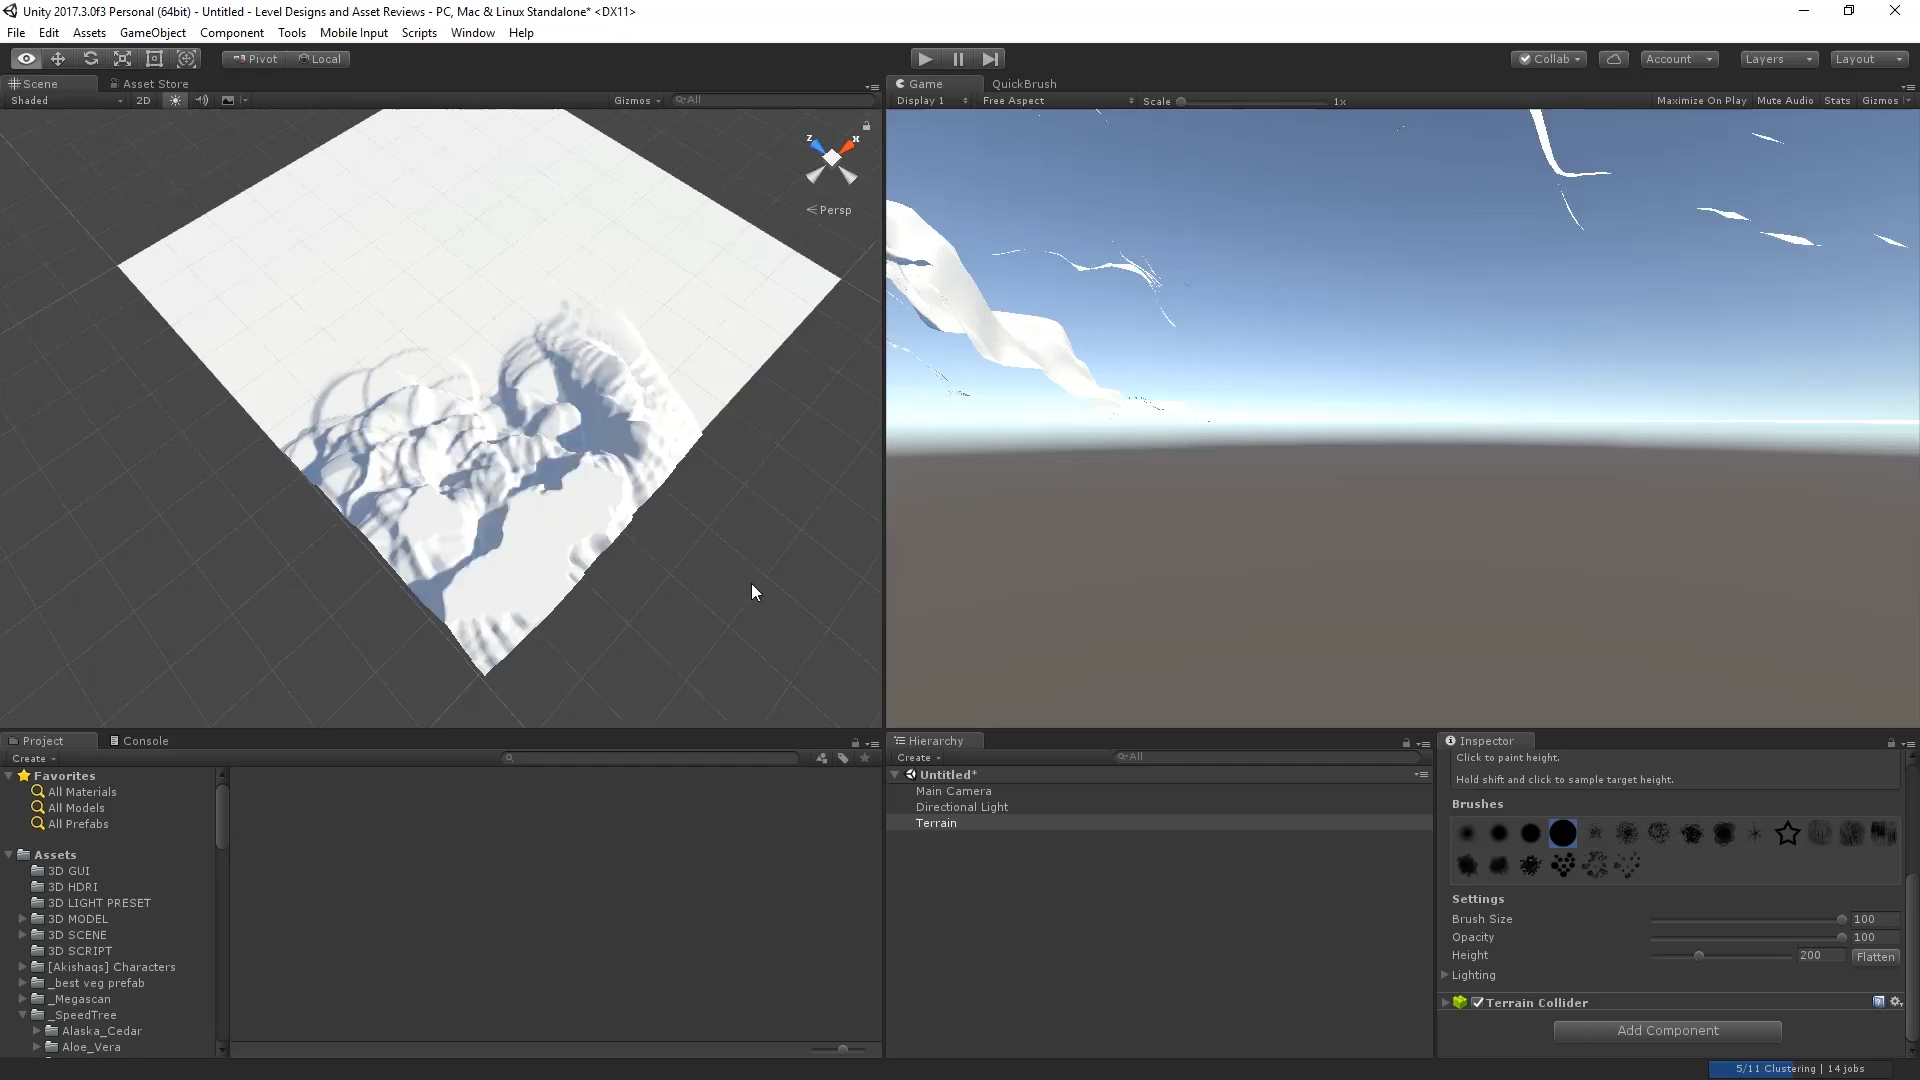 Unity 2017.3.0f3 Personal (64bit) - Untitled - Level Designs and Asset Reviews - PC, Mac & Linux Standalone* <DX11>
File Edit Assets GameObject Component Tools Mobile Input Scripts Window Help
Pivot Local Collab Account Layers Layout
Scene Asset Store
Shaded 2D Gizmos All
z x
Persp
Game QuickBrush
Display 1 Free Aspect Scale 1x Maximize On Play Mute Audio Stats Gizmos
Project Console
Create
Favorites
All Materials
All Models
All Prefabs
Assets
3D GUI
3D HDRI
3D LIGHT PRESET
3D MODEL
3D SCENE
3D SCRIPT
[Akishaqs] Characters
_best veg prefab
_Megascan
_SpeedTree
Alaska_Cedar
Aloe_Vera
Hierarchy
Create All
Untitled*
Main Camera
Directional Light
Terrain
Inspector
Click to paint height.
Hold shift and click to sample target height.
Brushes
Settings
Brush Size 100
Opacity 100
Height 200 Flatten
Lighting
Terrain Collider
Add Component
5/11 Clustering | 14 jobs